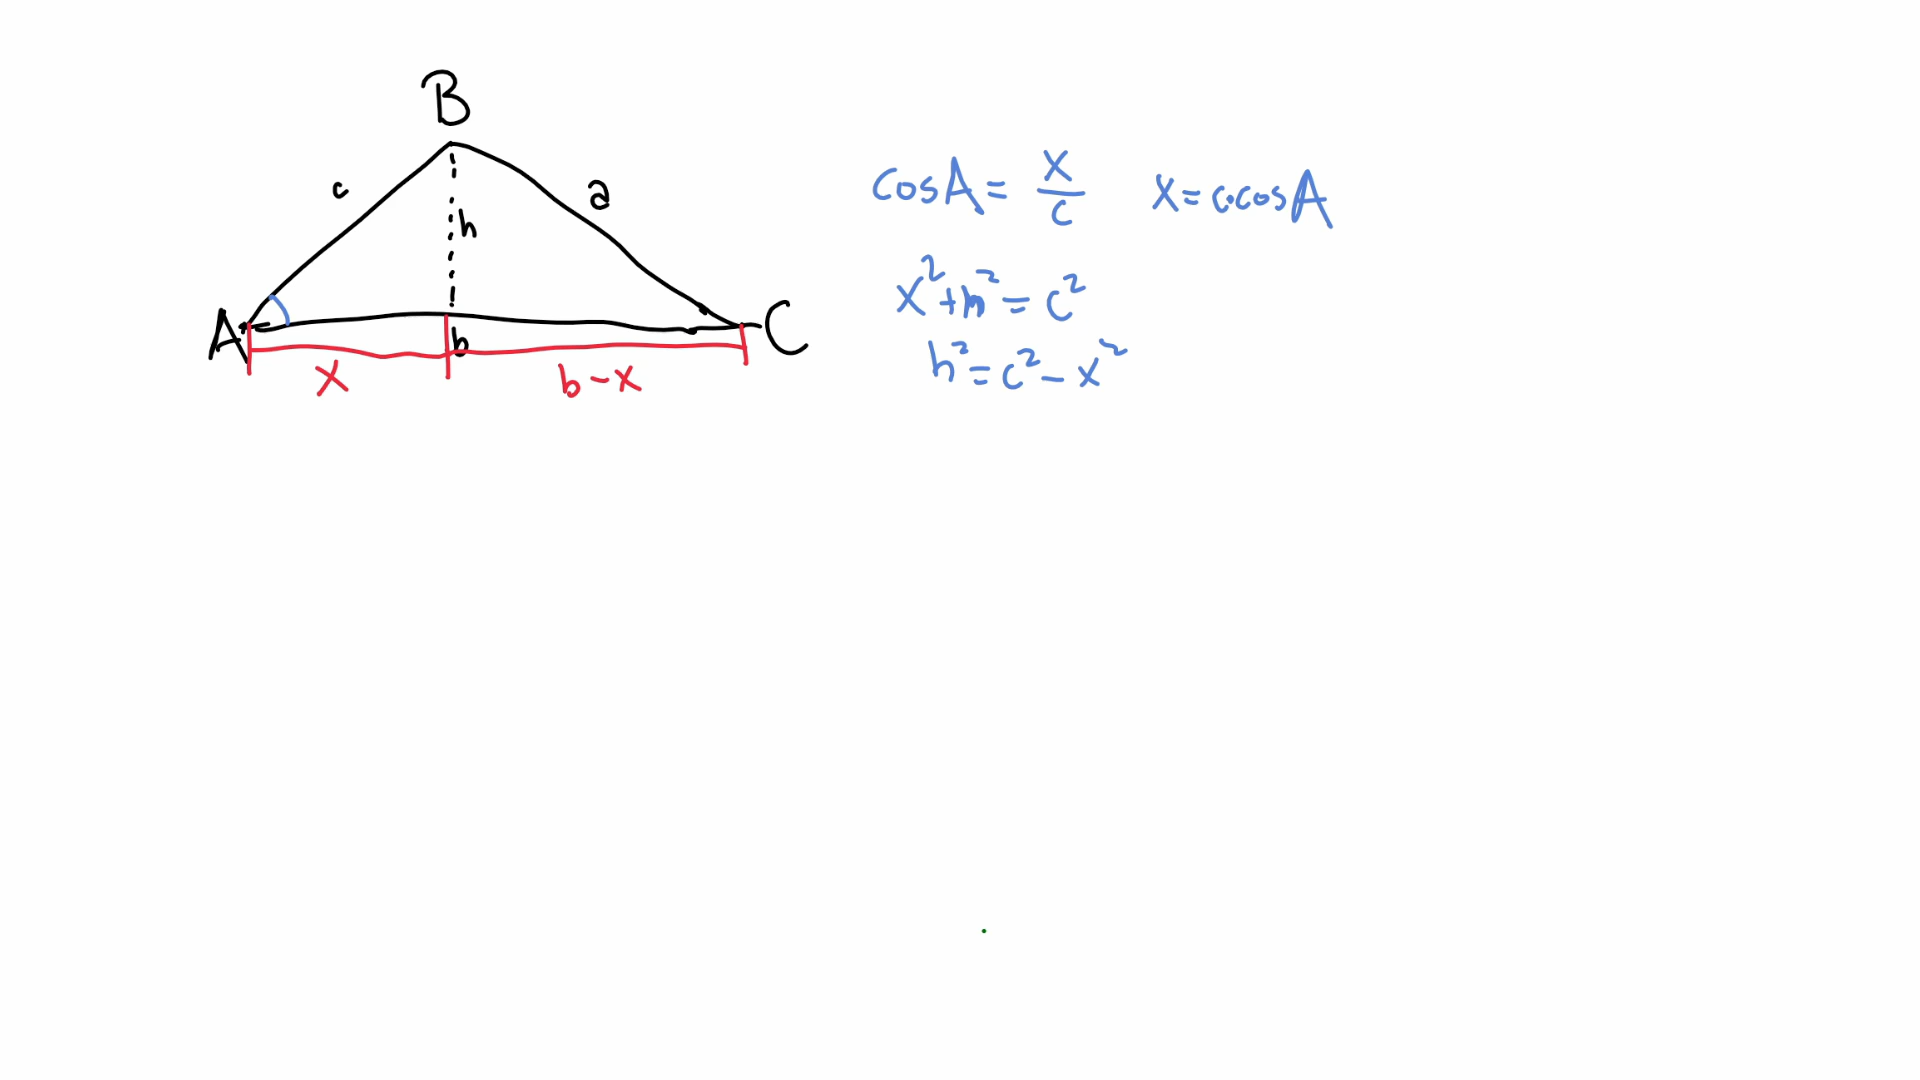 B
c
a
h
A
C
b
x
b-x
cosA = x/c x = c·cosA
x²+h² = c²
h² = c² - x²